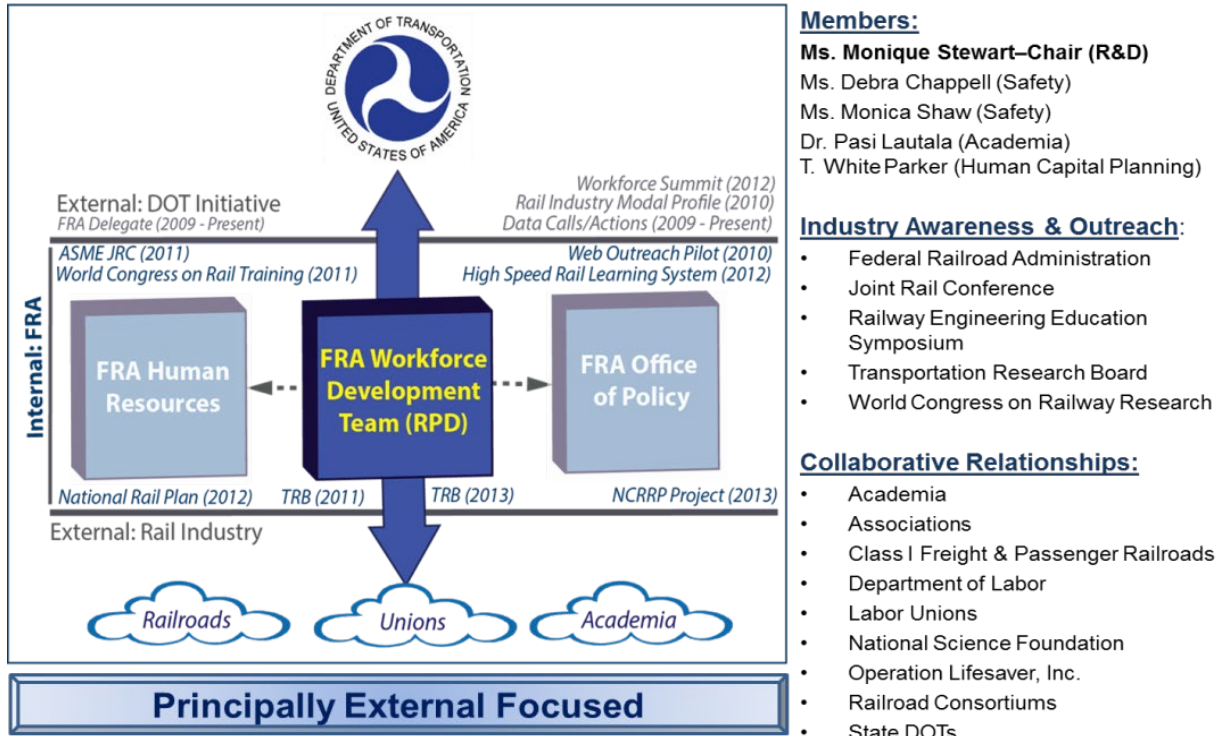 DEPARTMENT OF TRANSPORTATION
UNITED STATES OF AMERICA
External: DOT Initiative
FRA Delegate (2009 - Present)
Workforce Summit (2012)
Rail Industry Modal Profile (2010)
Data Calls/Actions (2009 - Present)
Internal: FRA
ASME JRC (2011)
World Congress on Rail Training (2011)
Web Outreach Pilot (2010)
High Speed Rail Learning System (2012)
FRA Human
Resources
FRA Workforce
Development
Team (RPD)
FRA Office
of Policy
National Rail Plan (2012)
TRB (2011)
TRB (2013)
NCRRP Project (2013)
External: Rail Industry
Railroads
Unions
Academia
Principally External Focused
Members:
Ms. Monique Stewart–Chair (R&D)
Ms. Debra Chappell (Safety)
Ms. Monica Shaw (Safety)
Dr. Pasi Lautala (Academia)
T. White Parker (Human Capital Planning)
Industry Awareness & Outreach:
• Federal Railroad Administration
• Joint Rail Conference
• Railway Engineering Education
Symposium
• Transportation Research Board
• World Congress on Railway Research
Collaborative Relationships:
• Academia
• Associations
• Class I Freight & Passenger Railroads
• Department of Labor
• Labor Unions
• National Science Foundation
• Operation Lifesaver, Inc.
• Railroad Consortiums
• State DOTs